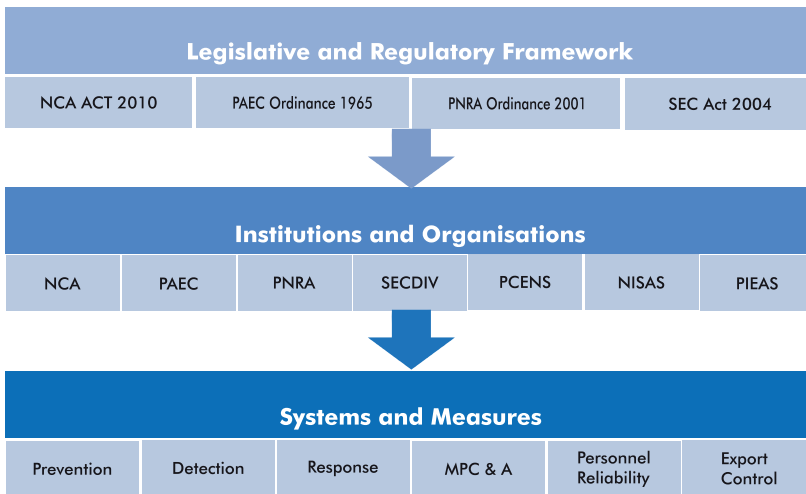 Legislative and Regulatory Framework
NCA ACT 2010
PAEC Ordinance 1965
PNRA Ordinance 2001
SEC Act 2004
Institutions and Organisations
NCA
PAEC
PNRA
SECDIV
PCENS
NISAS
PIEAS
Systems and Measures
Prevention
Detection
Response
MPC & A
Personnel
Reliability
Export
Control